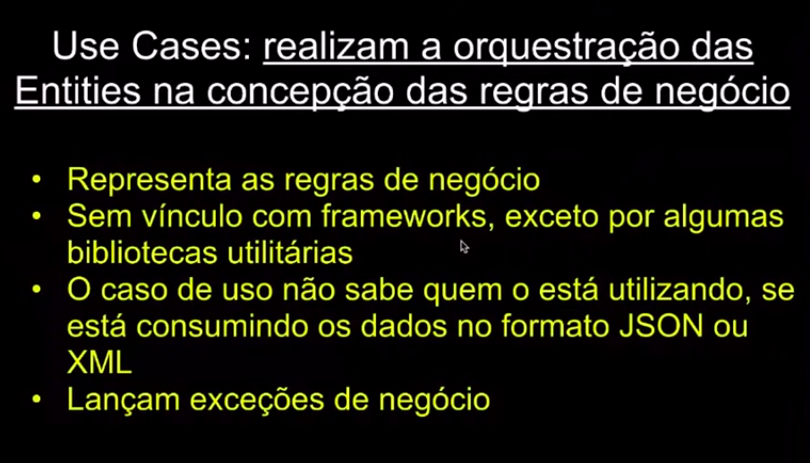 Use Cases: realizam a orquestração das
Entities na concepção das regras de negócio
• Representa as regras de negócio
• Sem vínculo com frameworks, exceto por algumas
bibliotecas utilitárias
• O caso de uso não sabe quem o está utilizando, se
está consumindo os dados no formato JSON ou
XML
• Lançam exceções de negócio